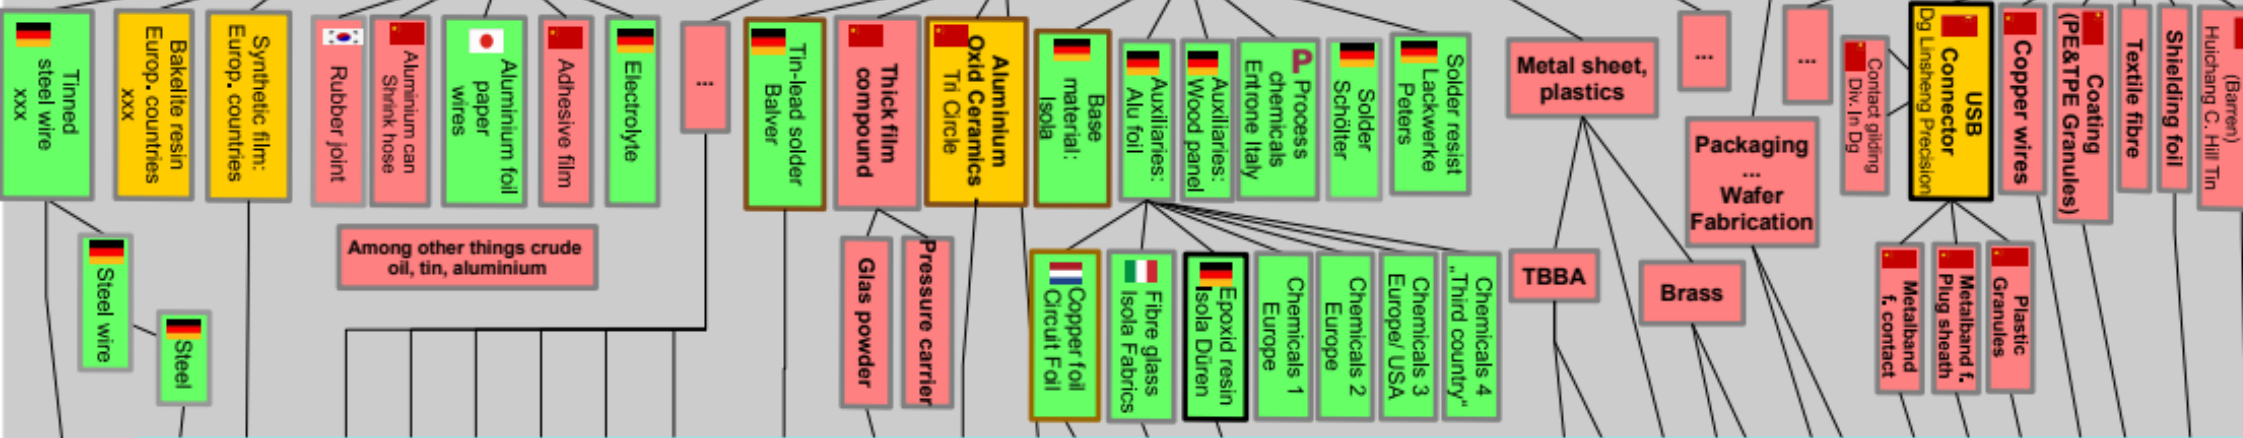 Tinned
steel wire
xxx
Bakelite resin
Europ. countries
xxx
Synthetic film:
Europ. countries
Rubber joint
Aluminium can
Shrink hose
Aluminium foil
paper
wires
Adhesive film
Electrolyte
...
Tin-lead solder
Balver
Thick film
compound
Aluminium
Oxid Ceramics
Tri Circle
Base
material:
Isola
Auxiliaries:
Alu foil
Auxiliaries:
Wood panel
P
Process
chemicals
Entrone Italy
Solder
Schölter
Solder resist
Lackwerke
Peters
Metal sheet,
plastics
...
...
Packaging
...
Wafer
Fabrication
Contact gilding
Div. In Dg
USB
Connector
Dg Linsheng Precision
Copper wires
Coating
(PE&TPE Granules)
Textile fibre
Shielding foil
(Barren)
Huichang C. Hill Tin
Steel wire
Steel
Among other things crude
oil, tin, aluminium
Glas powder
Pressure carrier
Copper foil
Circuit Foil
Fibre glass
Isola Fabrics
Epoxid resin
Isola Düren
Chemicals 1
Europe
Chemicals 2
Europe
Chemicals 3
Europe/ USA
Chemicals 4
„Third country"
TBBA
Brass
Metalband
f. contact
Metalband f.
Plug sheath
Plastic
Granules